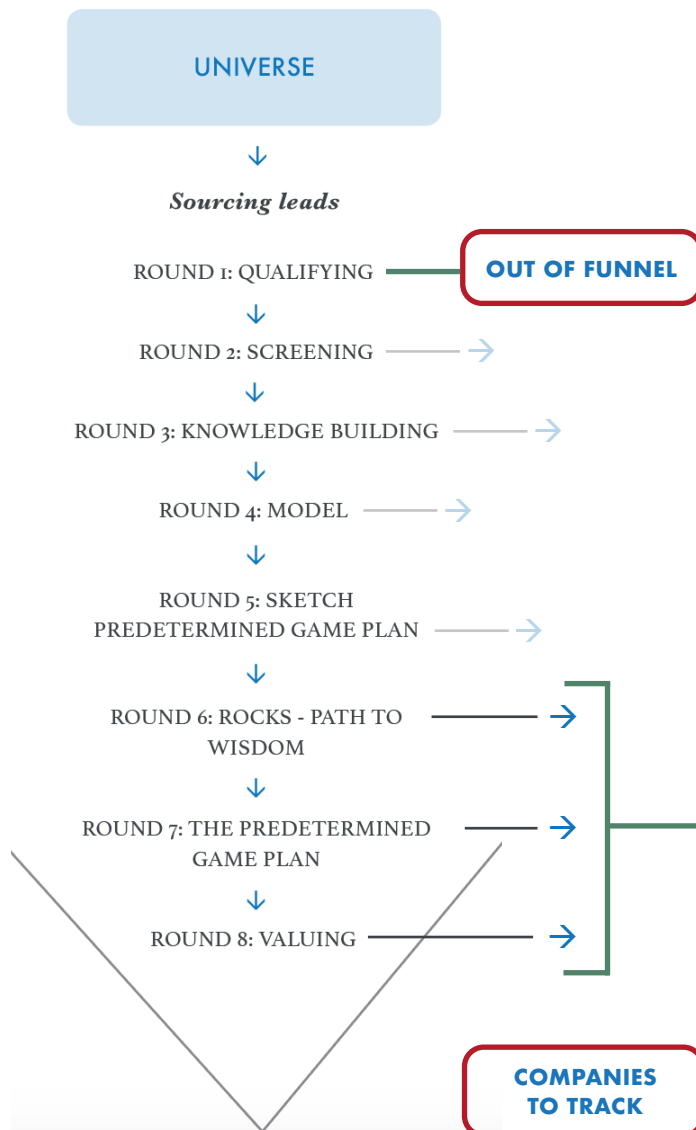 UNIVERSE
Sourcing leads
ROUND 1: QUALIFYING
OUT OF FUNNEL
ROUND 2: SCREENING
ROUND 3: KNOWLEDGE BUILDING
ROUND 4: MODEL
ROUND 5: SKETCH
PREDETERMINED GAME PLAN
ROUND 6: ROCKS - PATH TO
WISDOM
ROUND 7: THE PREDETERMINED
GAME PLAN
ROUND 8: VALUING
COMPANIES
TO TRACK